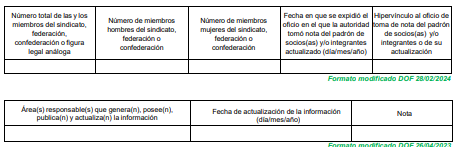 Número total de las y los
miembros del sindicato,
federación,
confederación o figura
legal análoga
Número de miembros
hombres del sindicato,
federación o
confederación
Número de miembros
mujeres del sindicato,
federación o
confederación
Fecha en que se expidió el
oficio en el que la autoridad
tomó nota del padrón de
socios(as) y/o integrantes
actualizado (día/mes/año)
Hipervínculo al oficio de
toma de nota del padrón
de socios(as) y/o
integrantes o de su
actualización
Formato modificado DOF 28/02/2024
Área(s) responsable(s) que genera(n), posee(n),
publica(n) y actualiza(n) la información
Fecha de actualización de la información
(día/mes/año)
Nota
Formato modificado DOF 26/04/2023